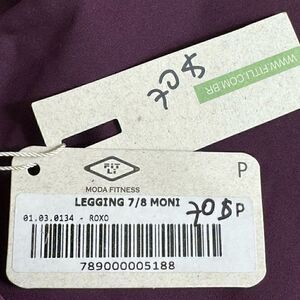 70$
WWW.FITLI.COM.BR
FIT
Li
P
MODA FITNESS
LEGGING 7/8 MONI
01.03.0134 - ROXO
70$ P
789000005188